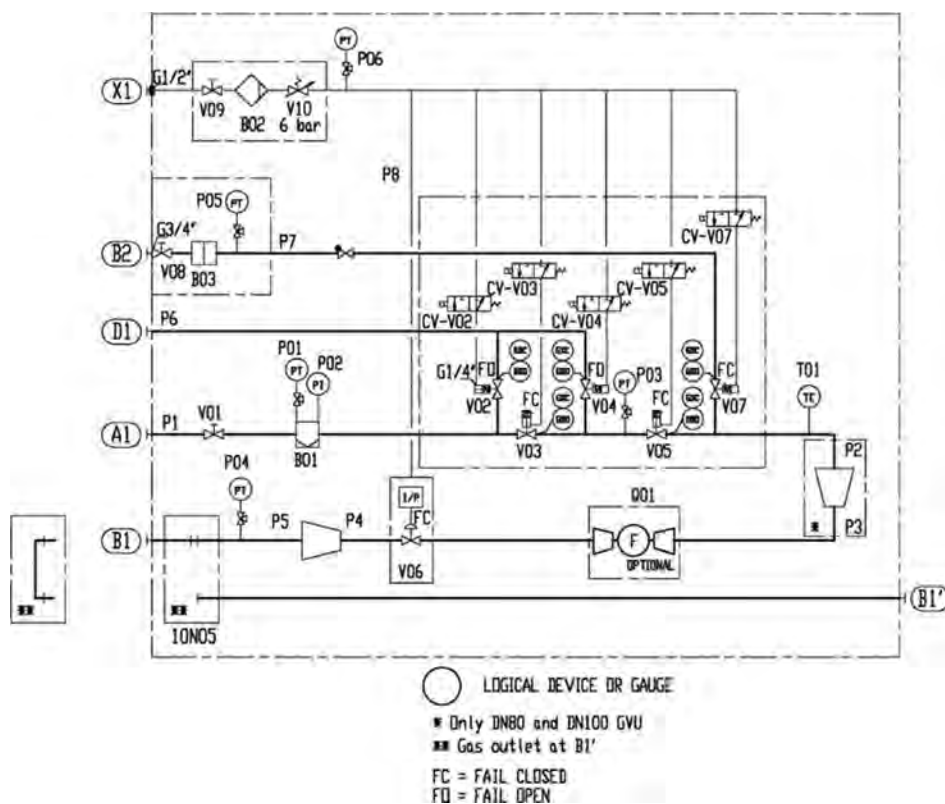 PT
P06
X1
G1/2'
V09
B02
V10
6 bar
P8
P05
PT
G3/4'
P7
B2
V08
B03
CV-V07
CV-V03
CV-V05
CV-V02
CV-V04
D1
P6
P01
P02
PT
PI
G1/4'
FO
V02
FC
FO
V04
P03
PT
FC
FC
V07
T01
TE
A1
P1
V01
B01
V03
V05
P2
P04
PT
I/P
FC
Q01
P3
B1
P5
P4
V06
F
OPTIONAL
B1'
10N05
LOGICAL DEVICE OR GAUGE
* Only DN80 and DN100 GVU
** Gas outlet at B1'
FC = FAIL CLOSED
FO = FAIL OPEN